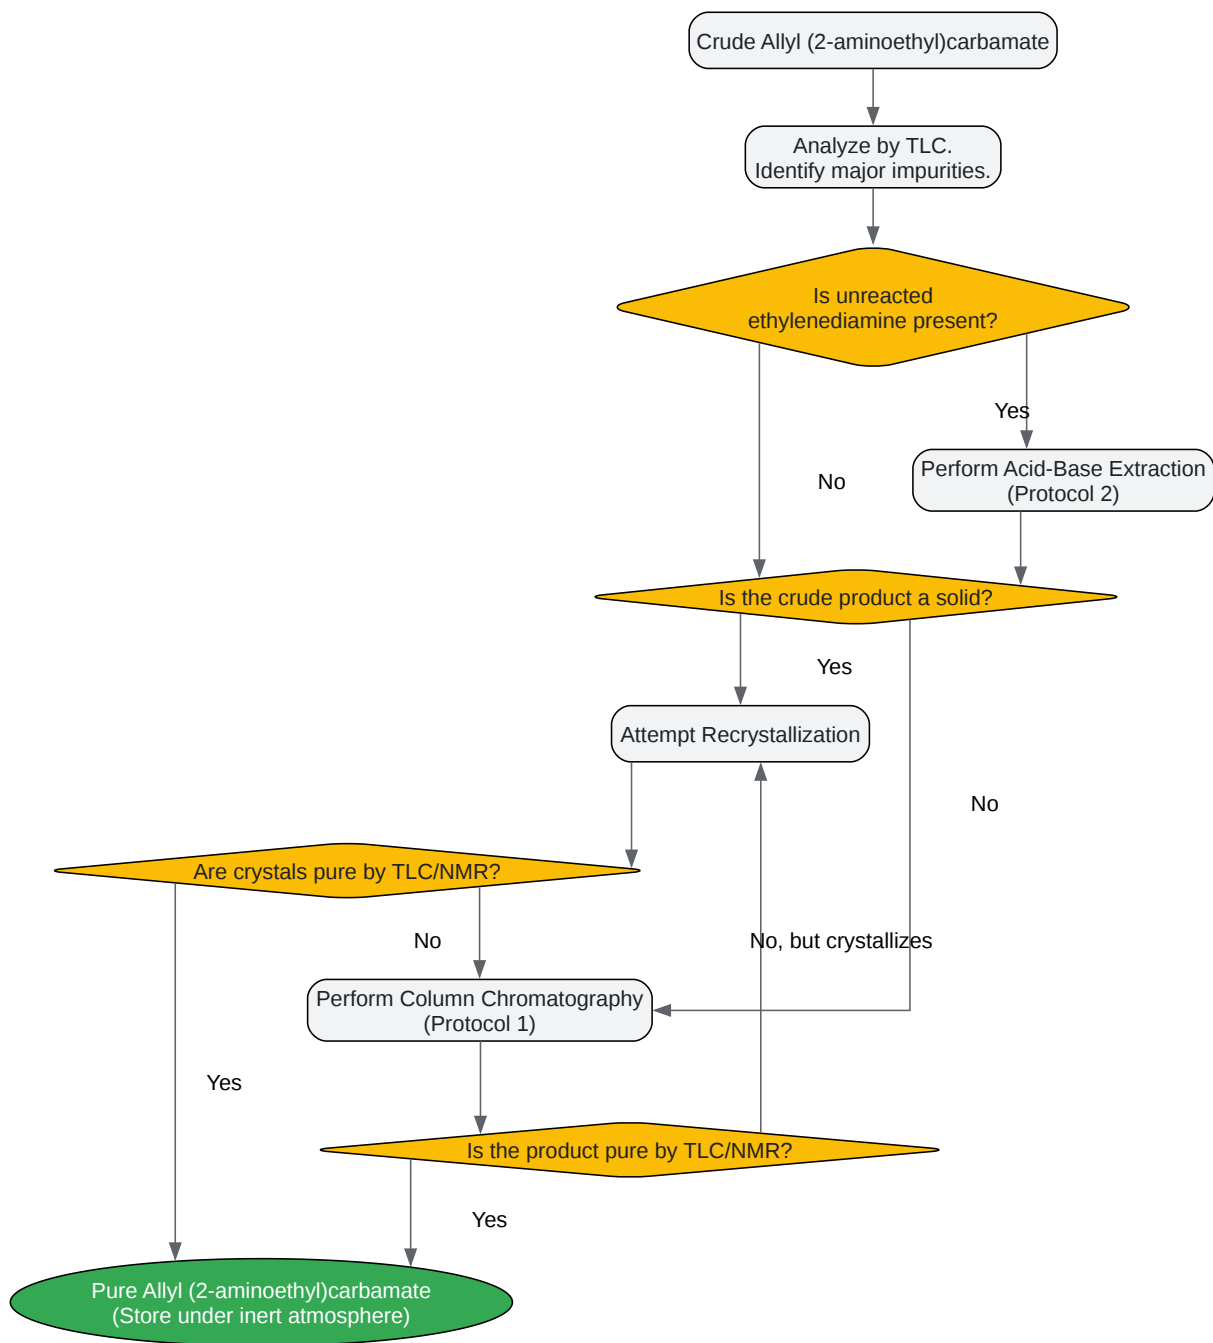 Crude Allyl (2-aminoethyl)carbamate
Analyze by TLC.
Identify major impurities.
Is unreacted
ethylenediamine present?
Yes
No
Perform Acid-Base Extraction
(Protocol 2)
Is the crude product a solid?
Yes
Attempt Recrystallization
No
Are crystals pure by TLC/NMR?
No
No, but crystallizes
Perform Column Chromatography
(Protocol 1)
Yes
Is the product pure by TLC/NMR?
Yes
Pure Allyl (2-aminoethyl)carbamate
(Store under inert atmosphere)